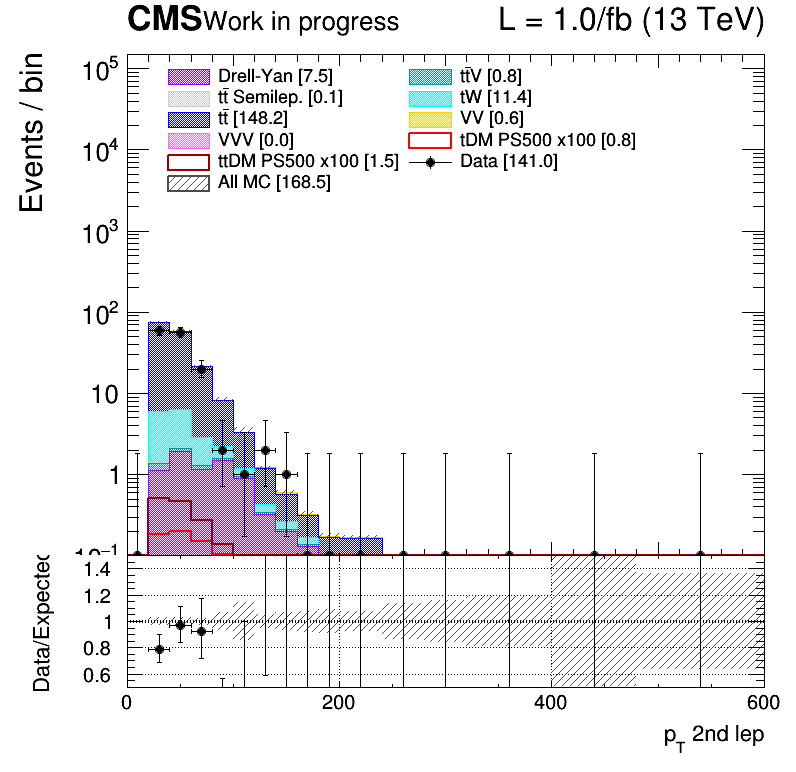 CMS Work in progress L = 1.0/fb (13 TeV)
Events / bin
10⁵
10⁴
10³
10²
10
1
10⁻¹
Drell-Yan [7.5]
tt̄ Semilep. [0.1]
tt̄ [148.2]
VVV [0.0]
ttDM PS500 x100 [1.5]
All MC [168.5]
tt̄V [0.8]
tW [11.4]
VV [0.6]
tDM PS500 x100 [0.8]
Data [141.0]
Data/Expected
1.4
1.2
1
0.8
0.6
0 200 400 600
p_T 2nd lep